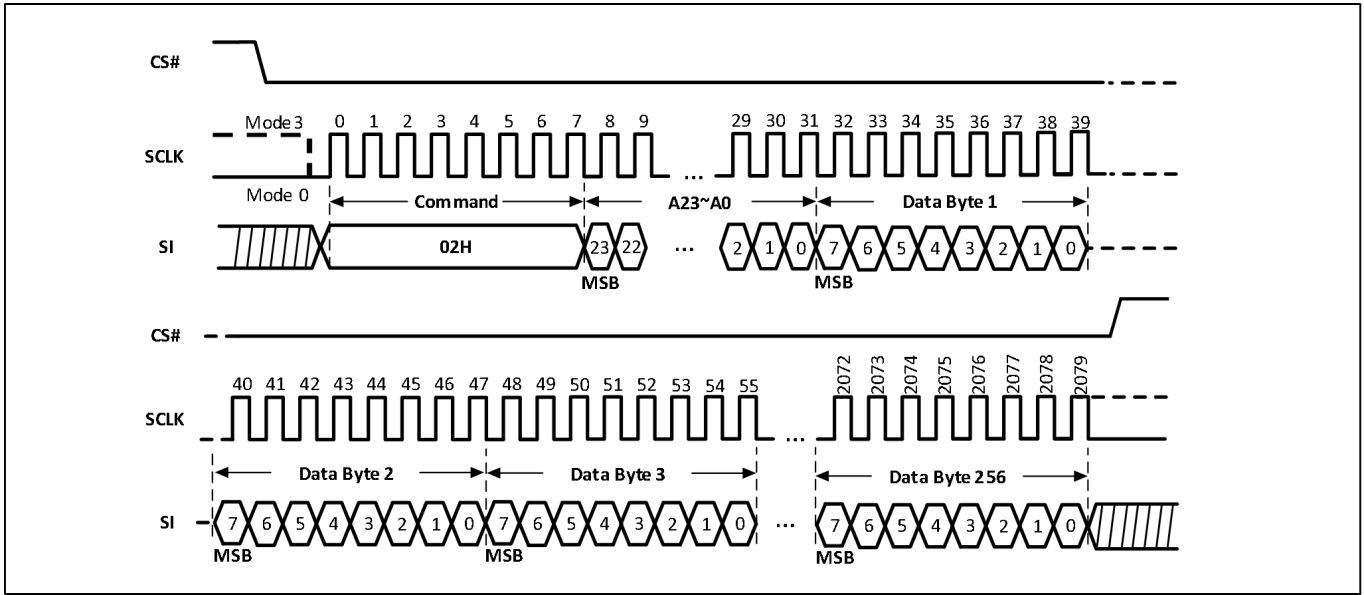 CS#
Mode 3
0 1 2 3 4 5 6 7 8 9 29 30 31 32 33 34 35 36 37 38 39
SCLK
...
Mode 0
Command A23~A0 Data Byte 1
SI 02H 23 22 ... 2 1 0 7 6 5 4 3 2 1 0
MSB MSB
CS#
40 41 42 43 44 45 46 47 48 49 50 51 52 53 54 55 2072 2073 2074 2075 2076 2077 2078 2079
SCLK
...
Data Byte 2 Data Byte 3 Data Byte 256
SI 7 6 5 4 3 2 1 0 7 6 5 4 3 2 1 0 ... 7 6 5 4 3 2 1 0
MSB MSB MSB